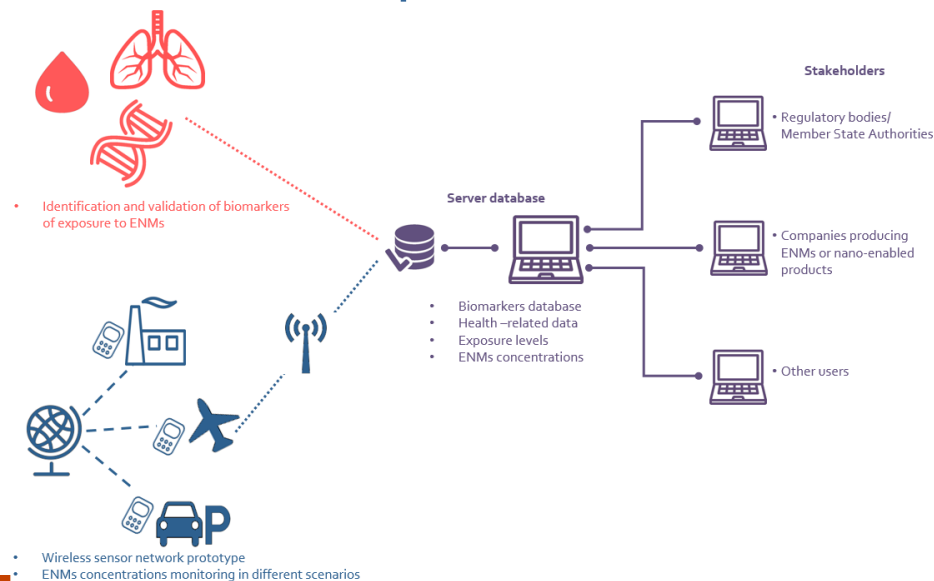 Stakeholders
• Regulatory bodies/
Member State Authorities
• Identification and validation of biomarkers
of exposure to ENMs
Server database
• Companies producing
ENMs or nano-enabled
products
• Biomarkers database
• Health –related data
• Exposure levels
• ENMs concentrations
• Other users
P
• Wireless sensor network prototype
• ENMs concentrations monitoring in different scenarios